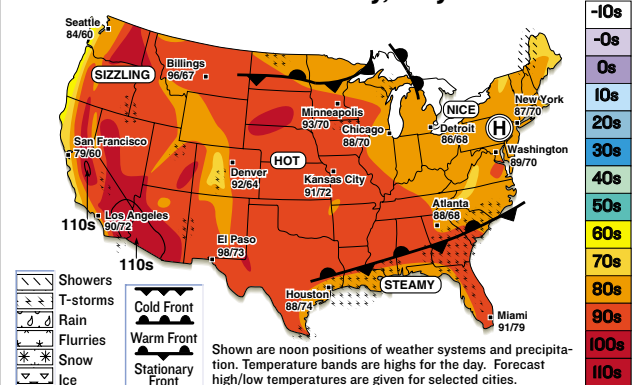 Seattle
84/60
SIZZLING
Billings
96/67
Minneapolis
93/70
Chicago
88/70
NICE
Detroit
86/68
New York
87/70
H
Washington
89/70
San Francisco
79/60
Denver
92/64
HOT
Kansas City
91/72
Atlanta
88/68
110s
Los Angeles
90/72
110s
El Paso
98/73
Houston
88/74
STEAMY
Miami
91/79
Showers
T-storms
Rain
Flurries
Snow
Ice
Cold Front
Warm Front
Stationary
Front
Shown are noon positions of weather systems and precipita-
tion. Temperature bands are highs for the day. Forecast
high/low temperatures are given for selected cities.
-10s
-0s
0s
10s
20s
30s
40s
50s
60s
70s
80s
90s
100s
110s